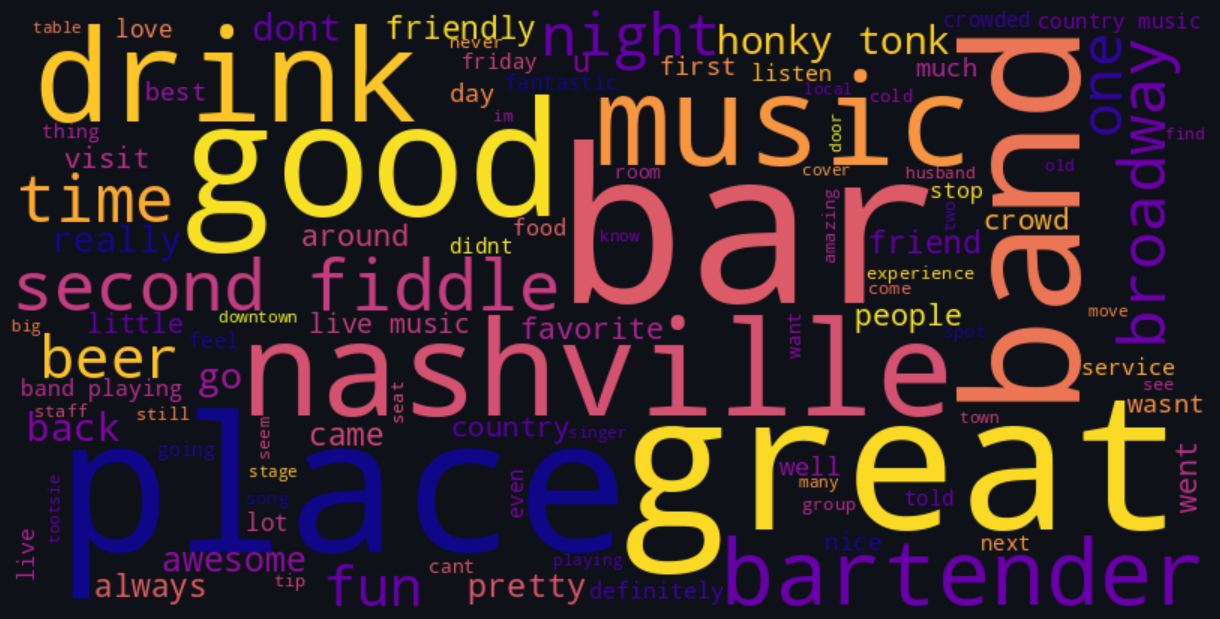 table
love
dont
friendly
never
night
u
honky tonk
crowded
country music
drink
best
friday
fantastic
first
listen
much
one
broadway
day
im
music
local
cold
door
band
find
thing
visit
good
room
cover
husband
old
time
bar
amazing
stop
two
crowd
really
around
didnt
food
know
friend
second fiddle
experience
come
big
little
downtown
live music
favorite
want
people
spot
move
beer
feel
go
nashville
service
see
band playing
seat
staff
still
back
seem
came
country
singer
town
wasnt
place
going
great
stage
well
many
went
tootsie
song
even
group
told
lot
live
awesome
playing
nice
next
always
tip
fun
cant
pretty
definitely
bartender